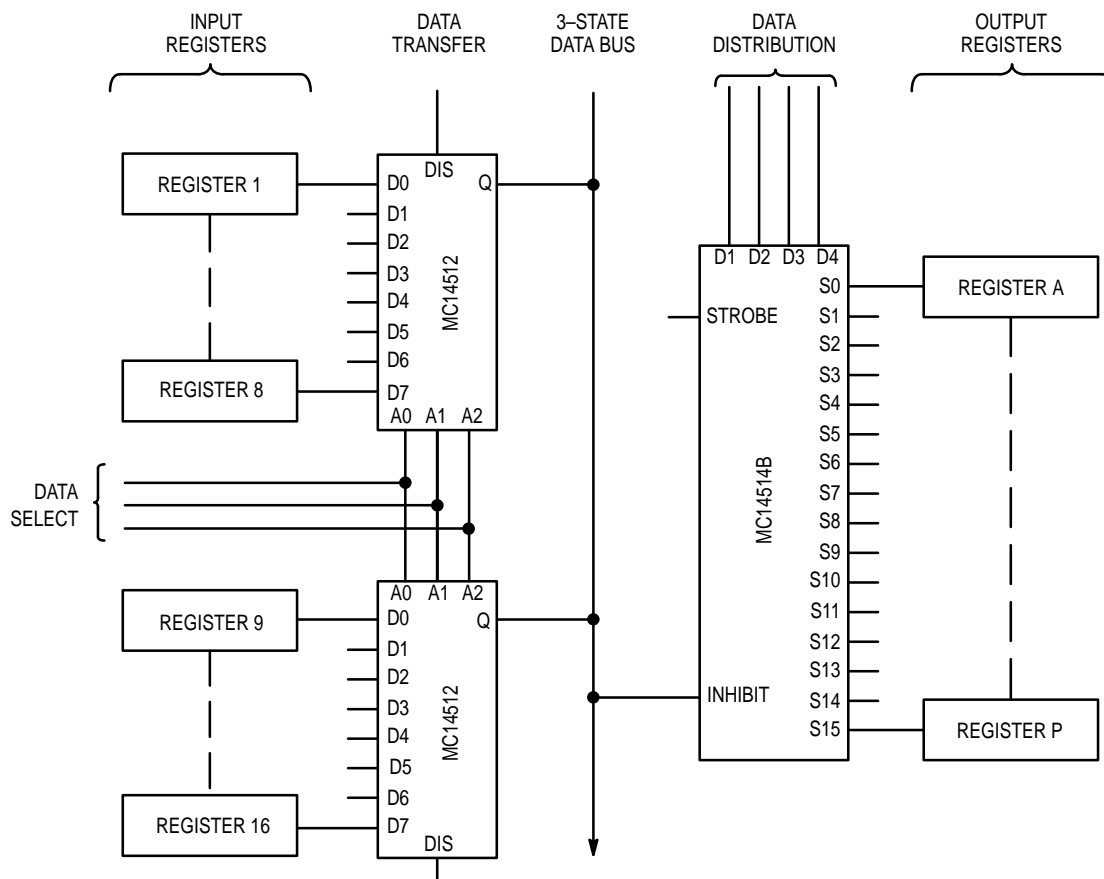 INPUT
REGISTERS
DATA
TRANSFER
3–STATE
DATA BUS
DATA
DISTRIBUTION
OUTPUT
REGISTERS
REGISTER 1
REGISTER 8
DIS
D0
D1
D2
D3
D4
D5
D6
D7
Q
MC14512
A0 A1 A2
DATA
SELECT
A0 A1 A2
REGISTER 9
REGISTER 16
D0
D1
D2
D3
D4
D5
D6
D7
Q
MC14512
DIS
D1 D2 D3 D4
STROBE
INHIBIT
MC14514B
S0
S1
S2
S3
S4
S5
S6
S7
S8
S9
S10
S11
S12
S13
S14
S15
REGISTER A
REGISTER P